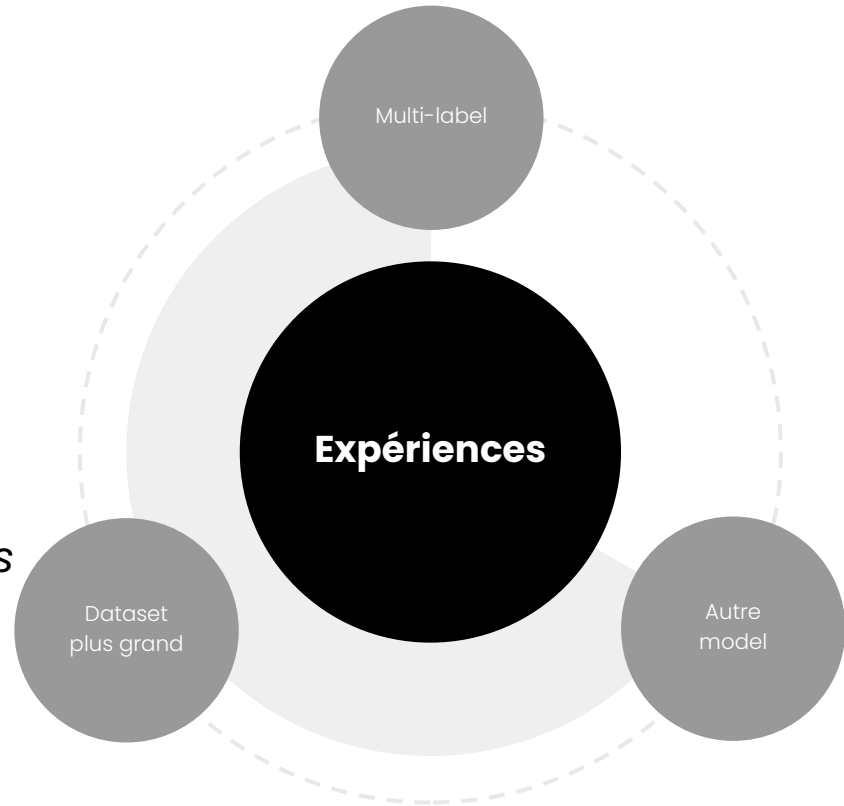 Multi-label
Expériences
s
Dataset
plus grand
Autre
model